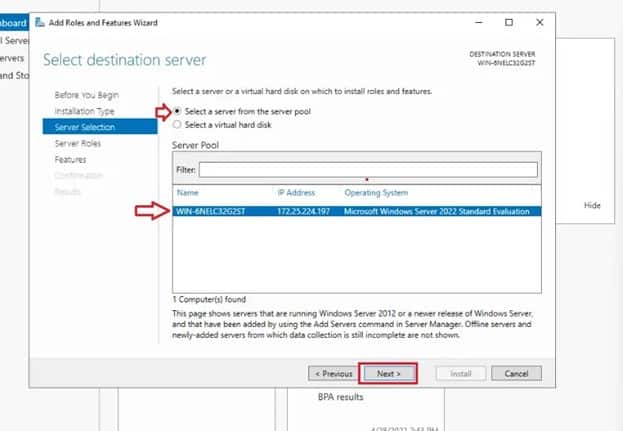 Add Roles and Features Wizard
board
l Server
ervers
and Sto
Select destination server
DESTINATION SERVER
WIN-6NELC32G2ST
Before You Begin
Installation Type
Server Selection
Server Roles
Features
Confirmation
Results
Select a server or a virtual hard disk on which to install roles and features.
Select a server from the server pool
Select a virtual hard disk
Server Pool
Filter:
Name IP Address Operating System
WIN-6NELC32G2ST 172.25.224.197 Microsoft Windows Server 2022 Standard Evaluation
1 Computer(s) found
This page shows servers that are running Windows Server 2012 or a newer release of Windows Server,
and that have been added by using the Add Servers command in Server Manager. Offline servers and
newly-added servers from which data collection is still incomplete are not shown.
Hide
< Previous Next > Install Cancel
BPA results